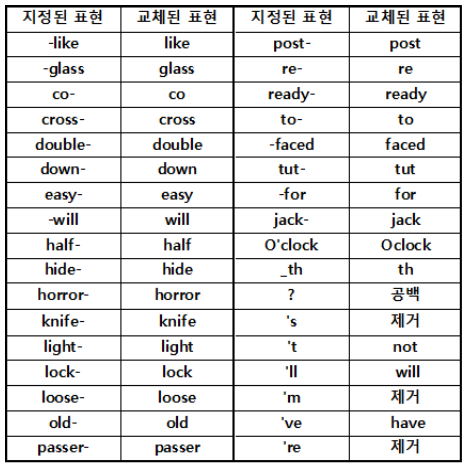 지정된 표현 교체된 표현 지정된 표현 교체된 표현
-like like post- post
-glass glass re- re
co- co ready- ready
cross- cross to- to
double- double -faced faced
down- down tut- tut
easy- easy -for for
-will will jack- jack
half- half O'clock Oclock
hide- hide _th th
horror- horror ? 공백
knife- knife 's 제거
light- light 't not
lock- lock 'll will
loose- loose 'm 제거
old- old 've have
passer- passer 're 제거